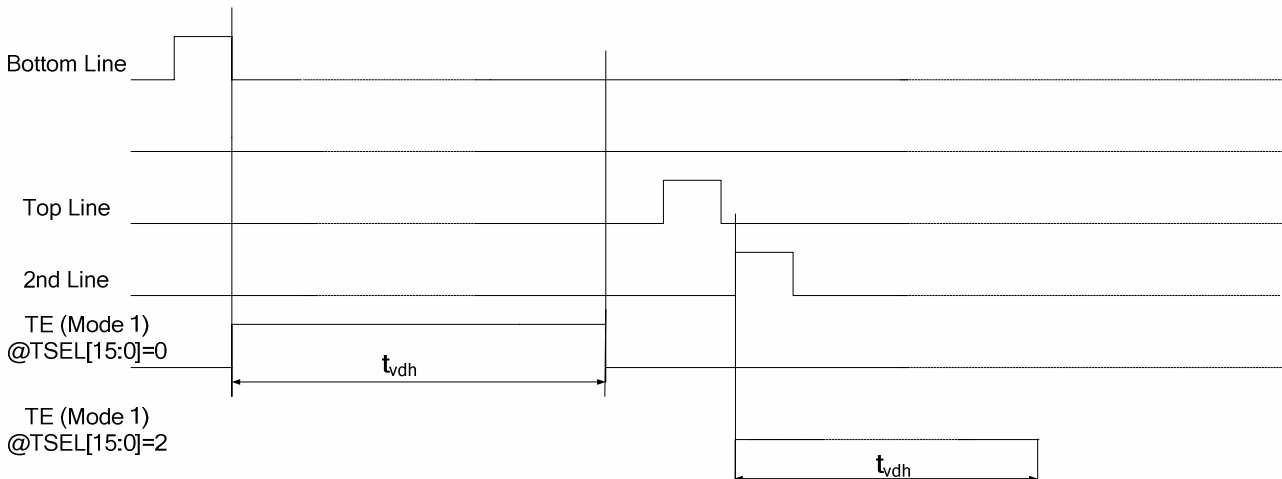 Bottom Line
Top Line
2nd Line
TE (Mode 1)
@TSEL[15:0]=0
tvdh
TE (Mode 1)
@TSEL[15:0]=2
tvdh